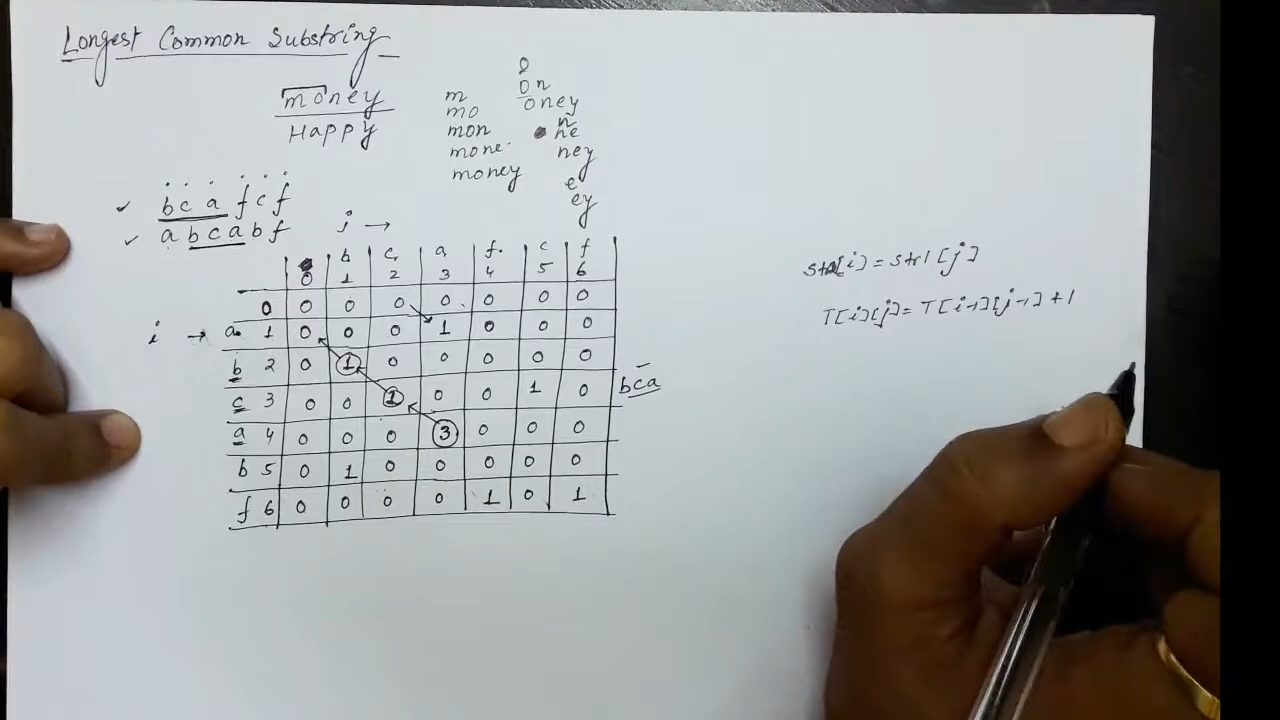 Longest Common Substring
money
Happy
m
mo
mon
mone
money
o
on
oney
n
ne
ney
e
ey
b c a f c f
a b c a b f
j →
b c a f c f
0 1 2 3 4 5 6
0 0 0 0 0 0 0 0
i → a 1 0 0 0 1 0 0 0
b 2 0 1 0 0 0 0 0
c 3 0 0 1 0 0 1 0
bca
a 4 0 0 0 3 0 0 0
b 5 0 1 0 0 0 0 0
f 6 0 0 0 0 1 0 1
[i] = str1[j]
T[i][j] = T[i-1][j-1] + 1